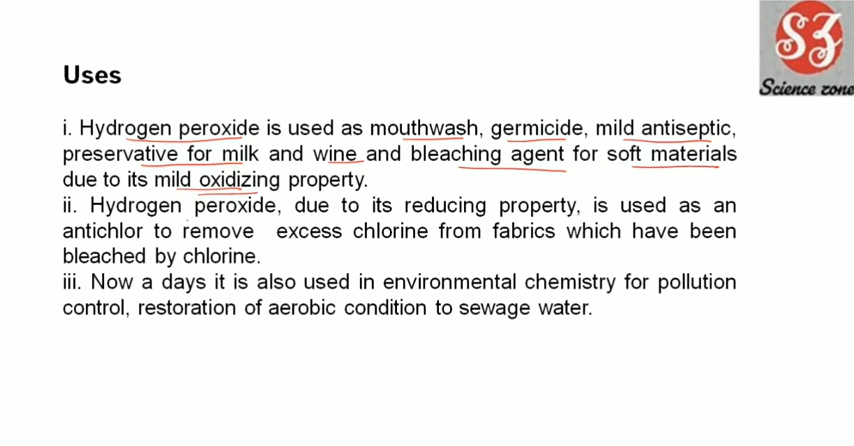 SZ
Science zone
Uses
i. Hydrogen peroxide is used as mouthwash, germicide, mild antiseptic,
preservative for milk and wine and bleaching agent for soft materials
due to its mild oxidizing property.
ii. Hydrogen peroxide, due to its reducing property, is used as an
antichlor to remove excess chlorine from fabrics which have been
bleached by chlorine.
iii. Now a days it is also used in environmental chemistry for pollution
control, restoration of aerobic condition to sewage water.